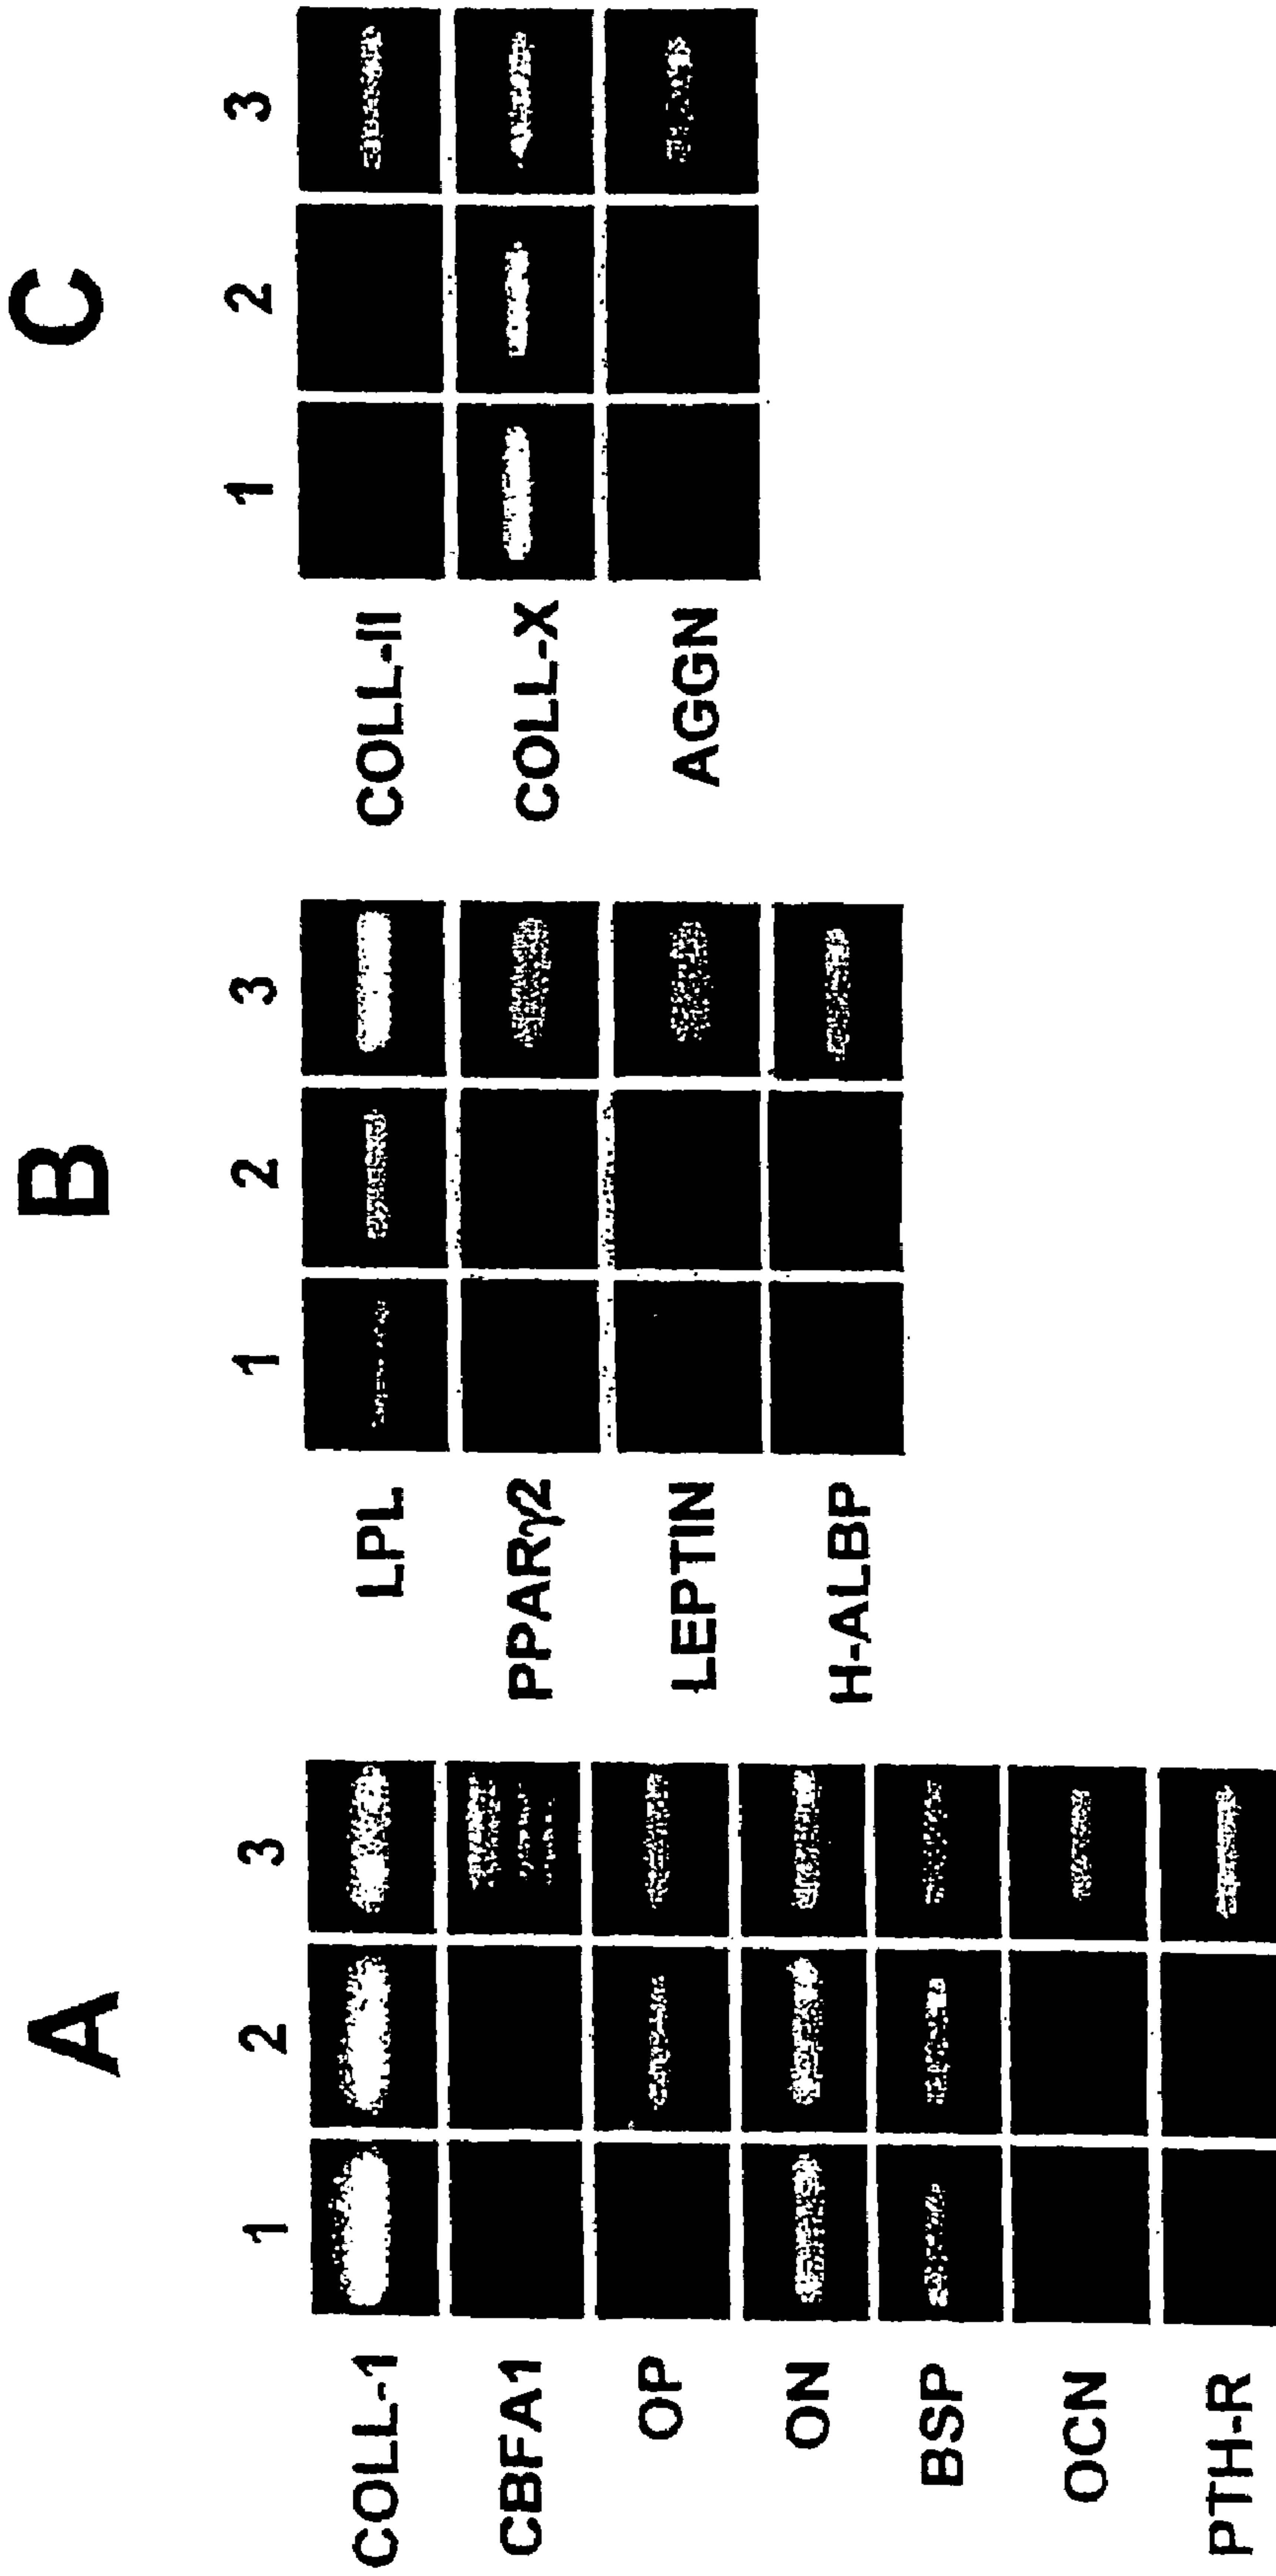 A
1 2 3
COLL-1
CBFA1
OP
ON
BSP
OCN
PTH-R
B
1 2 3
LPL
PPARγ2
LEPTIN
H-ALBP
C
1 2 3
COLL-II
COLL-X
AGGN